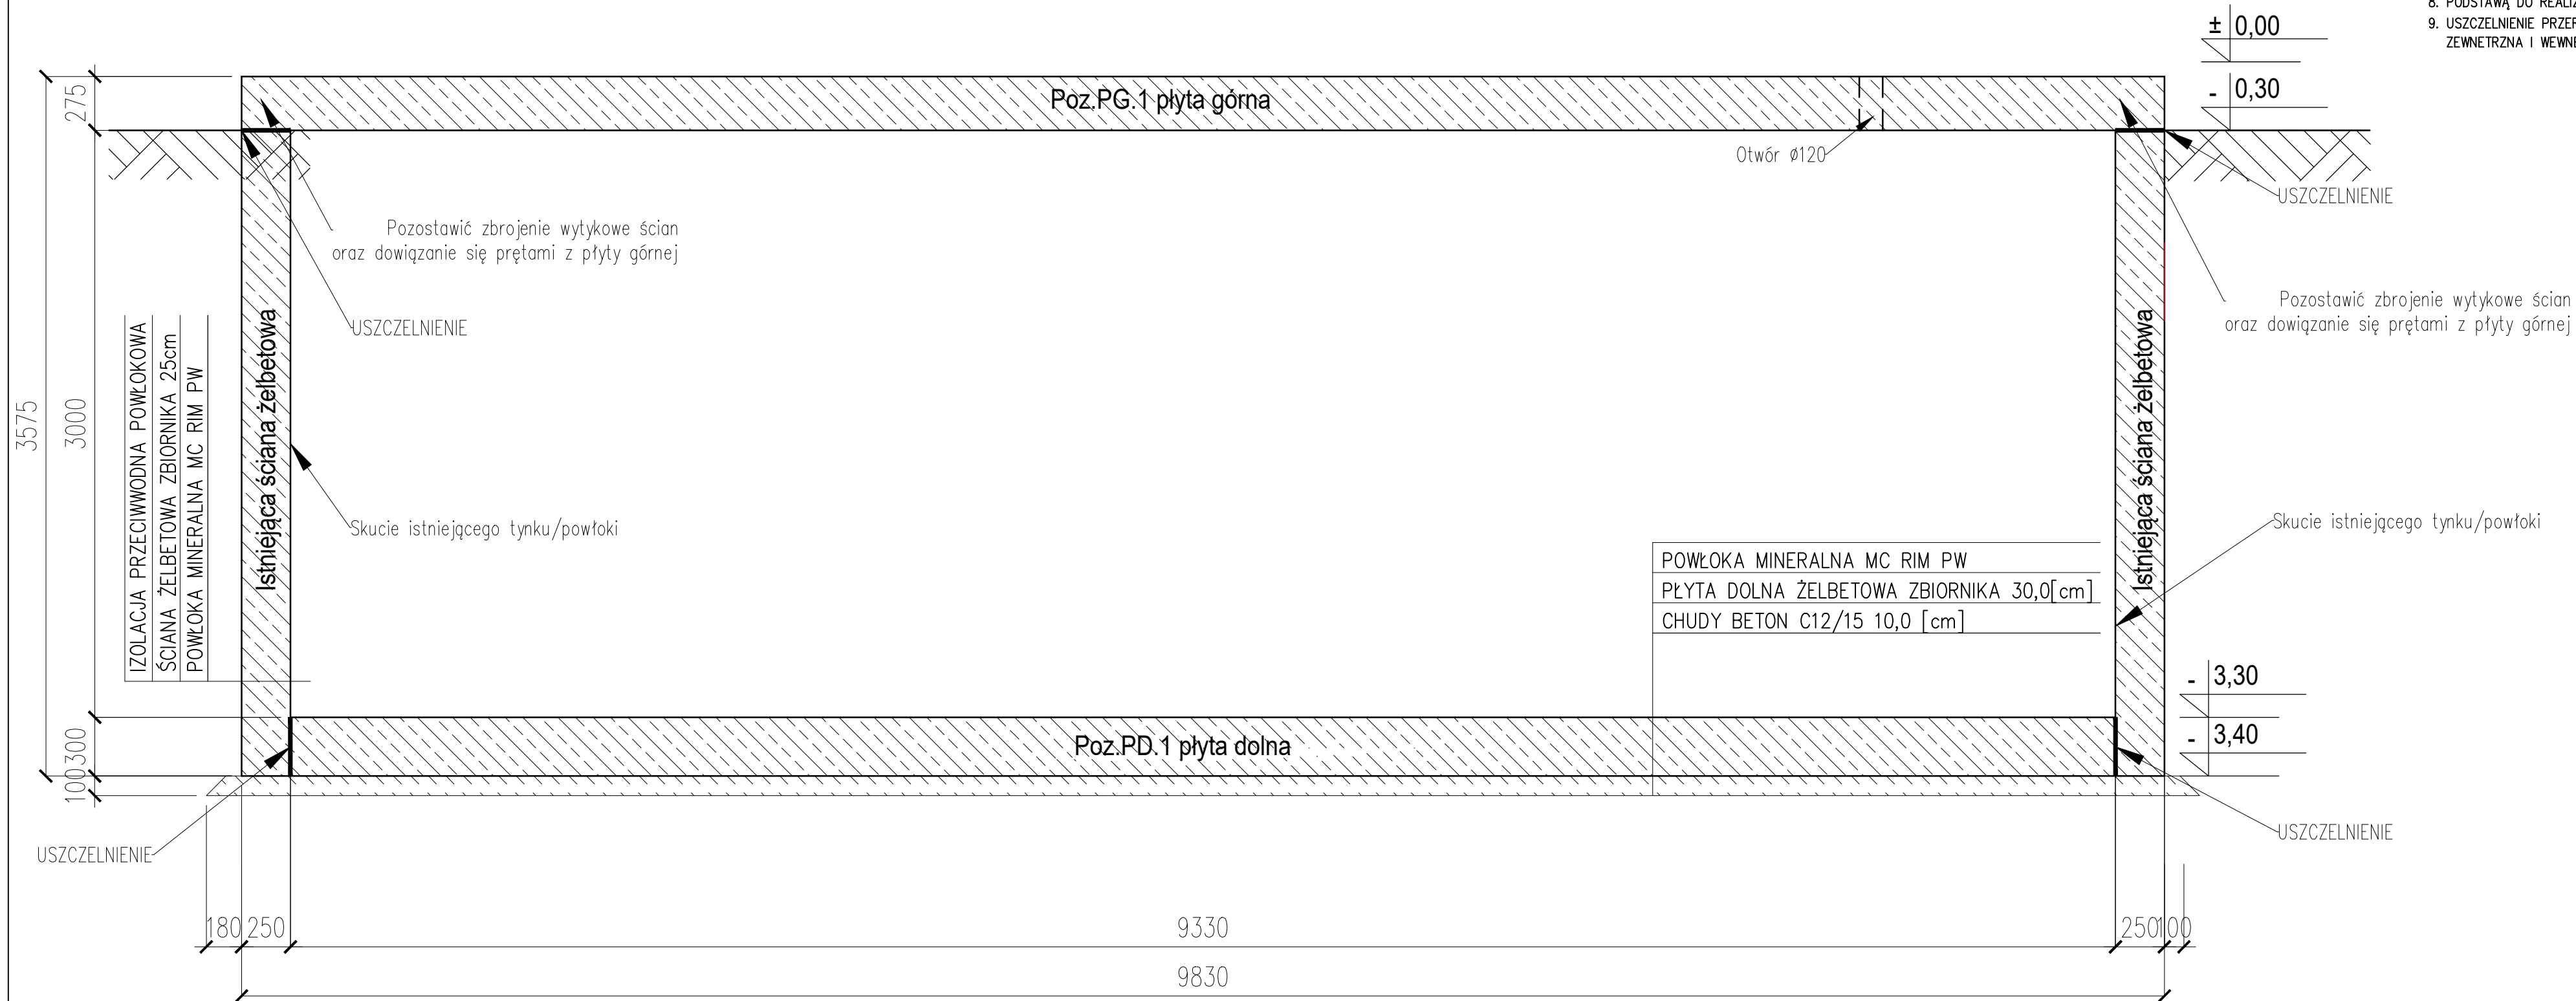 8. PODSTAWĄ DO
9. USZCZELNIENIE
ZEWNETRZNA I
± 0,00
- 0,30
275
Poz.PG.1 płyta górna
Otwór ø120
USZCZELNIENIE
Pozostawić zbrojenie wytykowe ścian
oraz dowiązanie się prętami z płyty górnej
USZCZELNIENIE
Pozostawić zbrojenie wytykowe ścian
oraz dowiązanie się prętami z płyty górnej
3575
3000
IZOLACJA PRZECIWWODNA POWŁOKOWA
ŚCIANA ŻELBETOWA ZBIORNIKA 25cm
POWŁOKA MINERALNA MC RIM PW
Istniejąca ściana żelbetowa
Istniejąca ściana żelbetowa
Skucie istniejącego tynku/powłoki
Skucie istniejącego tynku/powłoki
POWŁOKA MINERALNA MC RIM PW
PŁYTA DOLNA ŻELBETOWA ZBIORNIKA 30,0[cm]
CHUDY BETON C12/15 10,0 [cm]
- 3,30
- 3,40
300
100
Poz.PD.1 płyta dolna
USZCZELNIENIE
USZCZELNIENIE
180 250 9330 250 100
9830